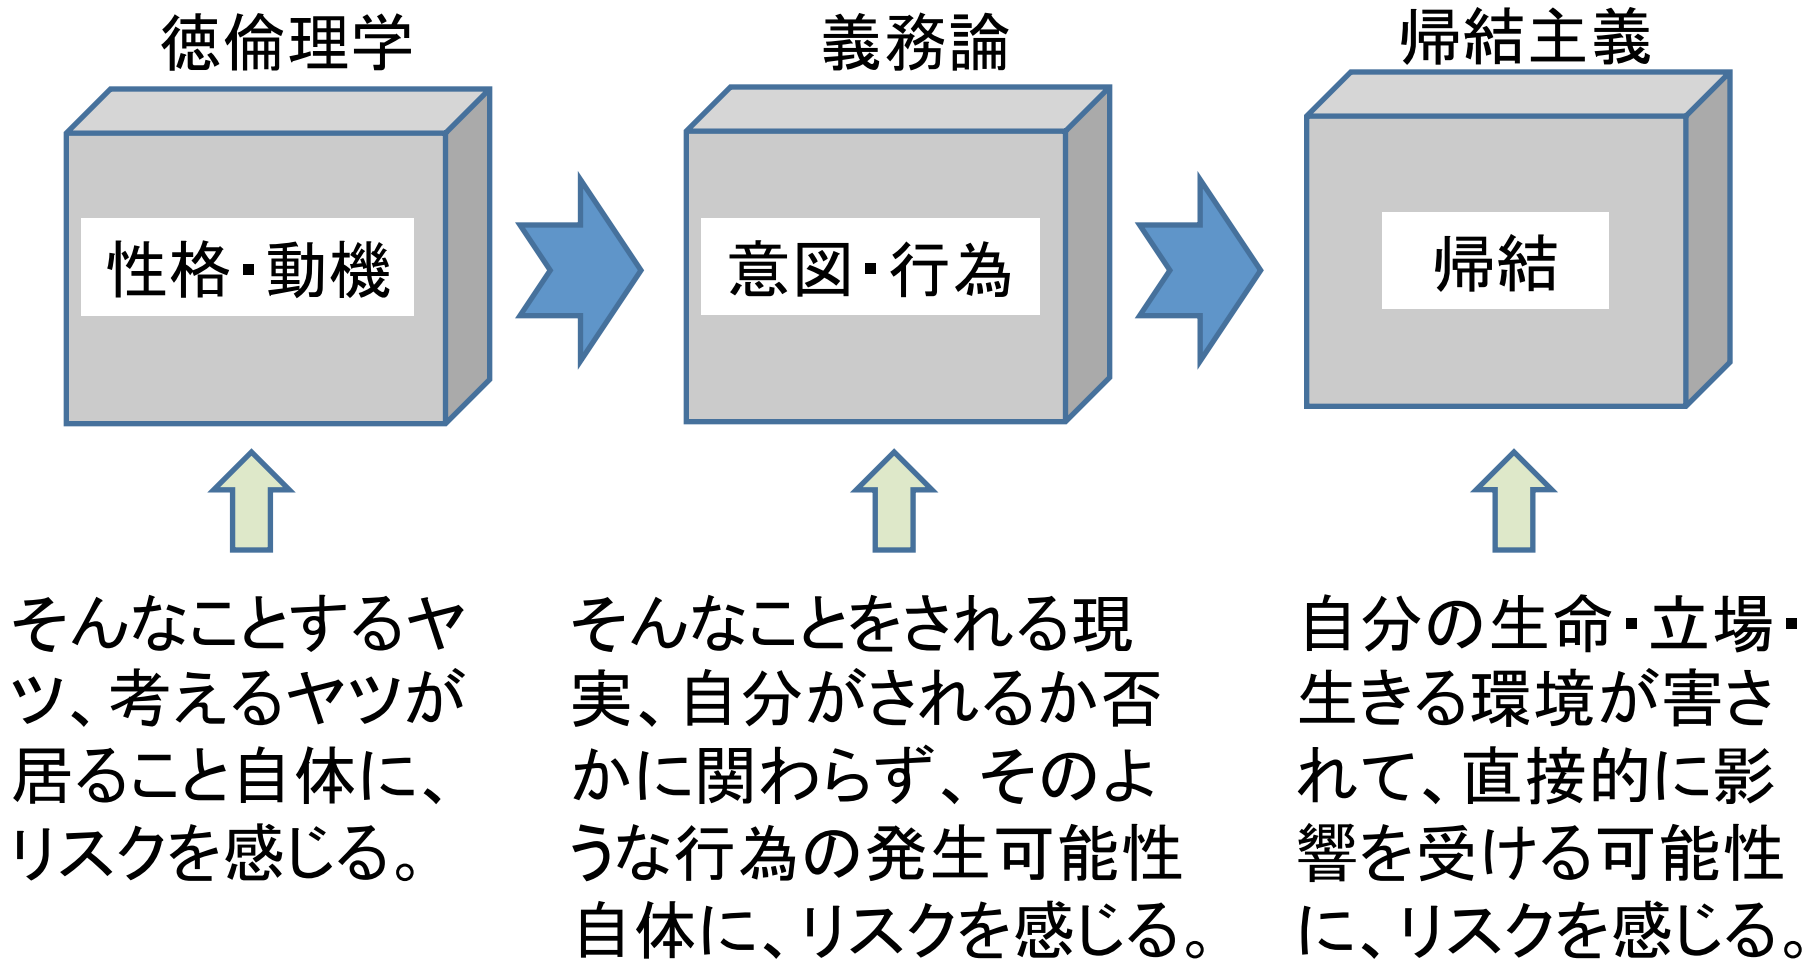 徳倫理学
義務論
帰結主義
性格・動機
意図・行為
帰結
そんなことするヤ
ツ、考えるヤツが
居ること自体に、
リスクを感じる。
そんなことをされる現
実、自分がされるか否
かに関わらず、そのよ
うな行為の発生可能性
自体に、リスクを感じる。
自分の生命・立場・
生きる環境が害さ
れて、直接的に影
響を受ける可能性
に、リスクを感じる。